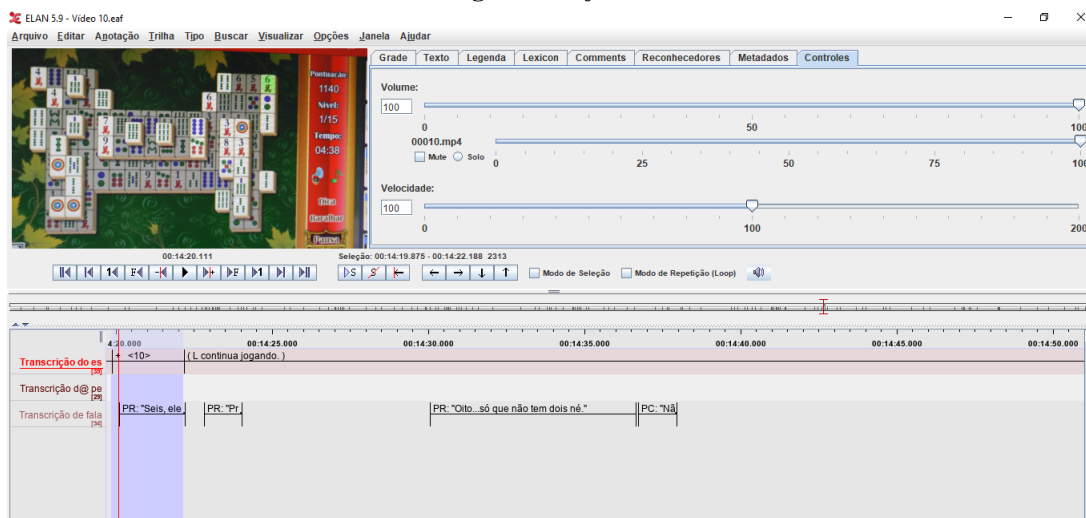 ELAN 5.9 - Vídeo 10.eaf
Arquivo Editar Anotação Trilha Tipo Buscar Visualizar Opções Janela Ajudar
Grade Texto Legenda Lexicon Comments Reconhecedores Metadados Controles
Pontuacão:
1140
Nível:
1/15
Tempo:
04:38
Dica
Baralhar
Pausa
Volume:
100
0 50 100
00010.mp4
Mute Solo
0 25 50 75 100
Velocidade:
100
0 100 200
00:14:20.111
Seleção: 00:14:19.875 - 00:14:22.188 2313
Modo de Seleção Modo de Repetição (Loop)
4:20.000 00:14:25.000 00:14:30.000 00:14:35.000 00:14:40.000 00:14:45.000 00:14:50.000
Transcrição do es
<10> ( L continua jogando. )
Transcrição d@ pe
[29]
Transcrição de fala
PR: "Seis, ele PR: "Pr PR: "Oito...só que não tem dois né." PC: "Nã
[34]